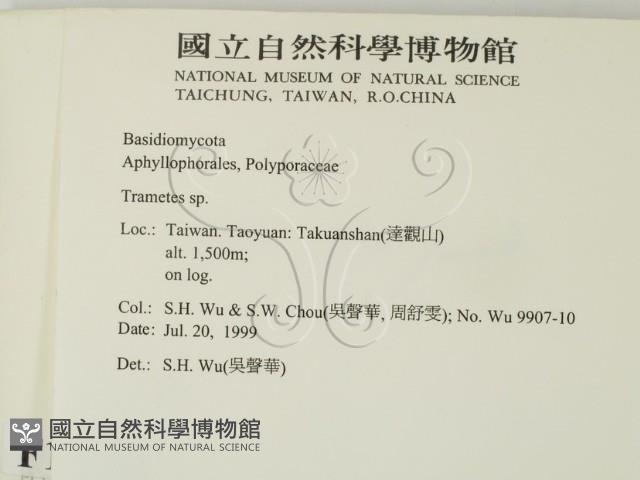 國立自然科學博物館
NATIONAL MUSEUM OF NATURAL SCIENCE
TAICHUNG, TAIWAN, R.O.CHINA
Basidiomycota
Aphyllophorales, Polyporaceae
Trametes sp.
Loc.: Taiwan. Taoyuan: Takuanshan(達觀山)
alt. 1,500m;
on log.
Col.: S.H. Wu & S.W. Chou(吳聲華, 周舒雯); No. Wu 9907-10
Date: Jul. 20, 1999
Det.: S.H. Wu(吳聲華)
國立自然科學博物館
NATIONAL MUSEUM OF NATURAL SCIENCE